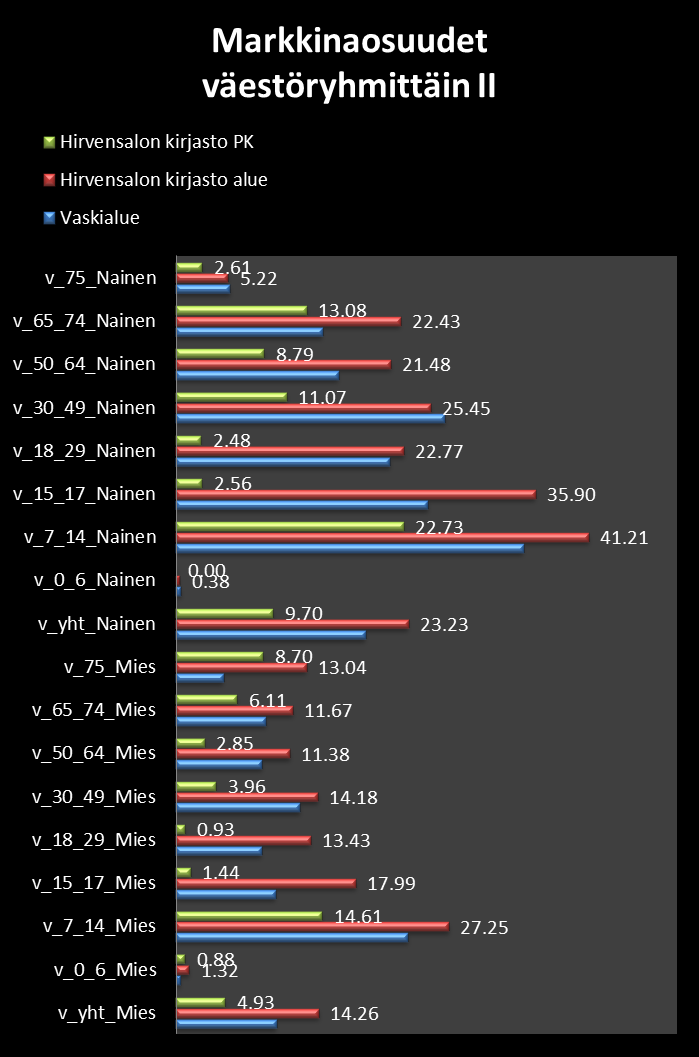 Markkinaosuudet
väestöryhmittäin II
Hirvensalon kirjasto PK
Hirvensalon kirjasto alue
Vaskialue
v_75_Nainen 2.61 5.22
v_65_74_Nainen 13.08 22.43
v_50_64_Nainen 8.79 21.48
v_30_49_Nainen 11.07 25.45
v_18_29_Nainen 2.48 22.77
v_15_17_Nainen 2.56 35.90
v_7_14_Nainen 22.73 41.21
v_0_6_Nainen 0.00 0.38
v_yht_Nainen 9.70 23.23
v_75_Mies 8.70 13.04
v_65_74_Mies 6.11 11.67
v_50_64_Mies 2.85 11.38
v_30_49_Mies 3.96 14.18
v_18_29_Mies 0.93 13.43
v_15_17_Mies 1.44 17.99
v_7_14_Mies 14.61 27.25
v_0_6_Mies 0.88 1.32
v_yht_Mies 4.93 14.26